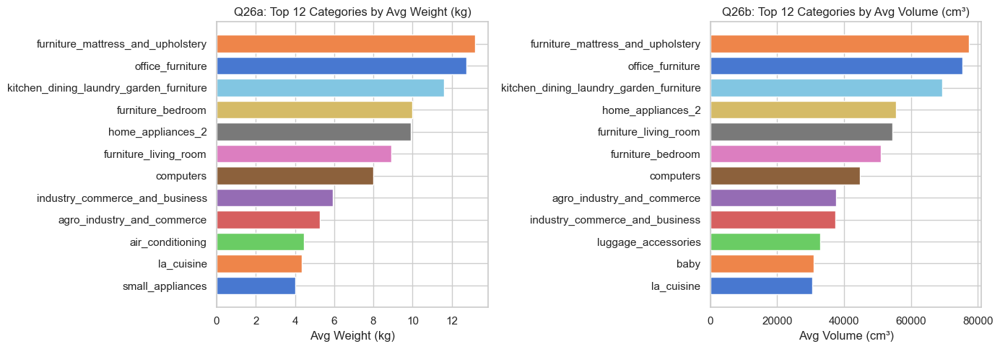 Q26a: Top 12 Categories by Avg Weight (kg)
furniture_mattress_and_upholstery
office_furniture
kitchen_dining_laundry_garden_furniture
furniture_bedroom
home_appliances_2
furniture_living_room
computers
industry_commerce_and_business
agro_industry_and_commerce
air_conditioning
la_cuisine
small_appliances
0 2 4 6 8 10 12
Avg Weight (kg)
Q26b: Top 12 Categories by Avg Volume (cm³)
furniture_mattress_and_upholstery
office_furniture
kitchen_dining_laundry_garden_furniture
home_appliances_2
furniture_living_room
furniture_bedroom
computers
agro_industry_and_commerce
industry_commerce_and_business
luggage_accessories
baby
la_cuisine
0 20000 40000 60000 80000
Avg Volume (cm³)